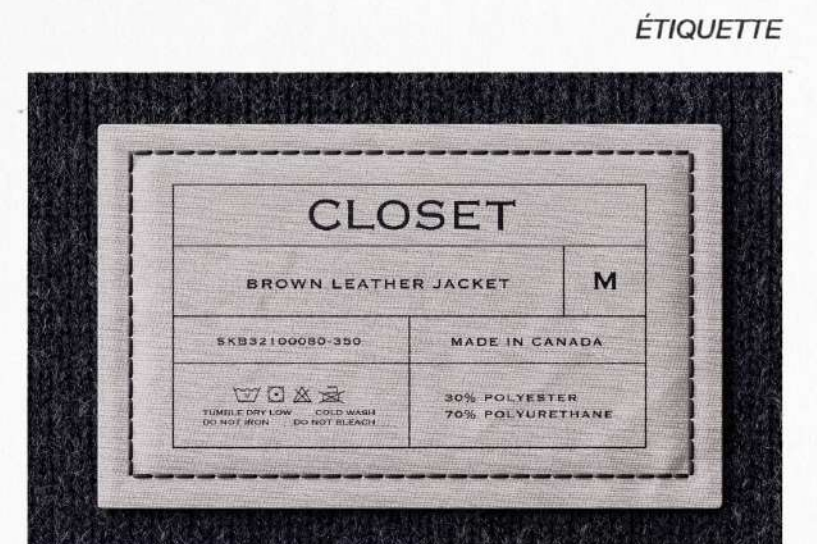 ÉTIQUETTE
CLOSET
BROWN LEATHER JACKET
M
SKB32100080-350
MADE IN CANADA
TUMBLE DRY LOW COLD WASH
DO NOT IRON DO NOT BLEACH
30% POLYESTER
70% POLYURETHANE